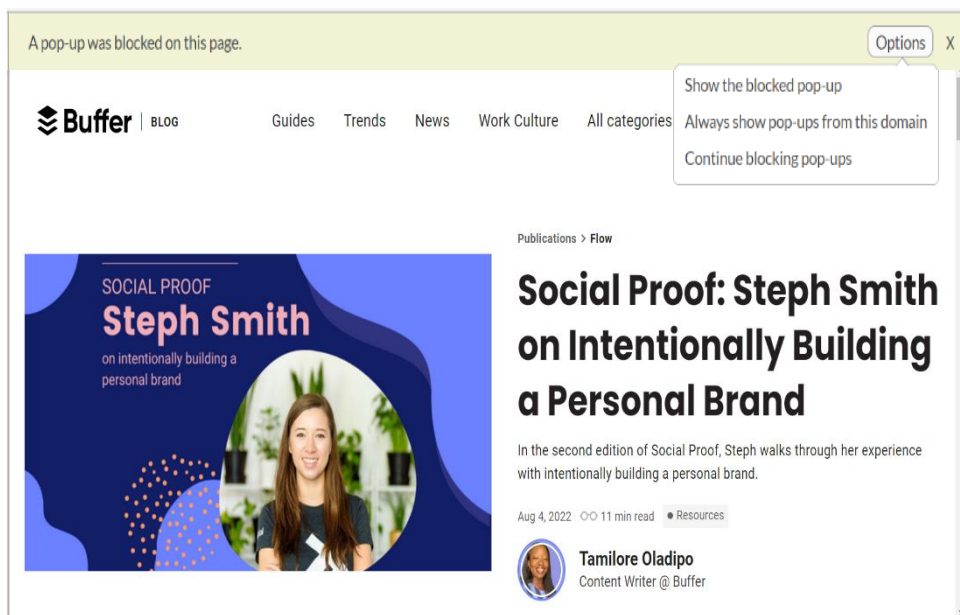 A pop-up was blocked on this page.
Options X
Show the blocked pop-up
Always show pop-ups from this domain
Continue blocking pop-ups
Buffer | BLOG
Guides Trends News Work Culture All categories
SOCIAL PROOF
Steph Smith
on intentionally building a
personal brand
Publications > Flow
Social Proof: Steph Smith
on Intentionally Building
a Personal Brand
In the second edition of Social Proof, Steph walks through her experience
with intentionally building a personal brand.
Aug 4, 2022 11 min read • Resources
Tamilore Oladipo
Content Writer @ Buffer